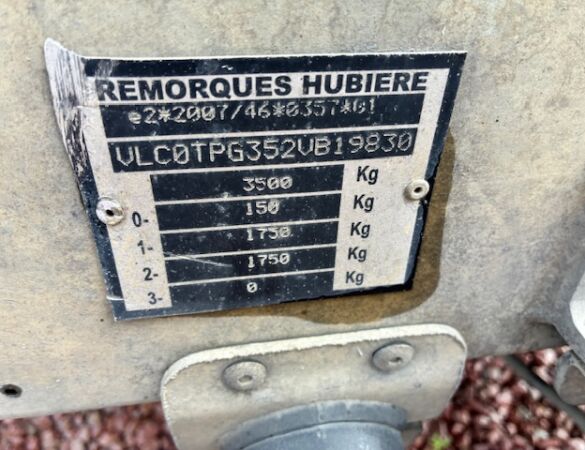 REMORQUES HUBIERE
e2*2007/46*0357*01
VLC0TPG352VB19830
3500 Kg
0- 150 Kg
1- 1750 Kg
2- 1750 Kg
3- 0 Kg